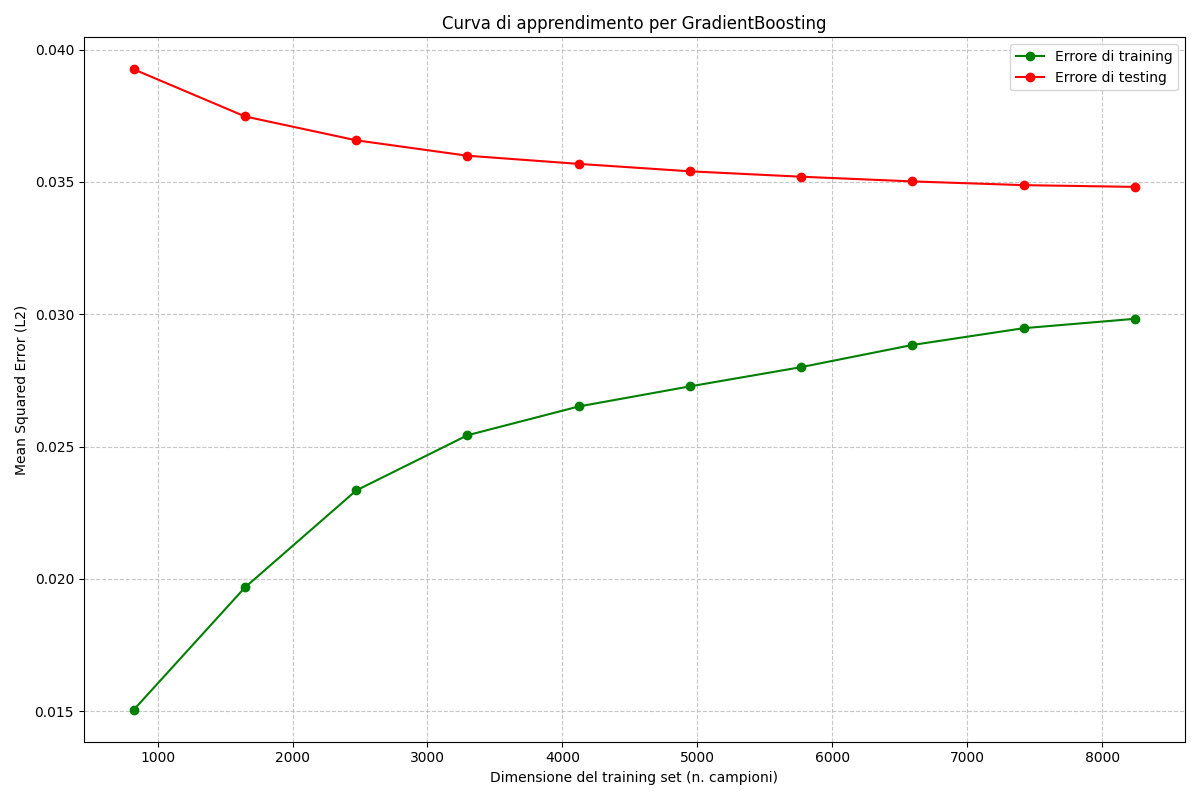 Curva di apprendimento per GradientBoosting
Errore di training
Errore di testing
Mean Squared Error (L2)
0.040
0.035
0.030
0.025
0.020
0.015
1000 2000 3000 4000 5000 6000 7000 8000
Dimensione del training set (n. campioni)